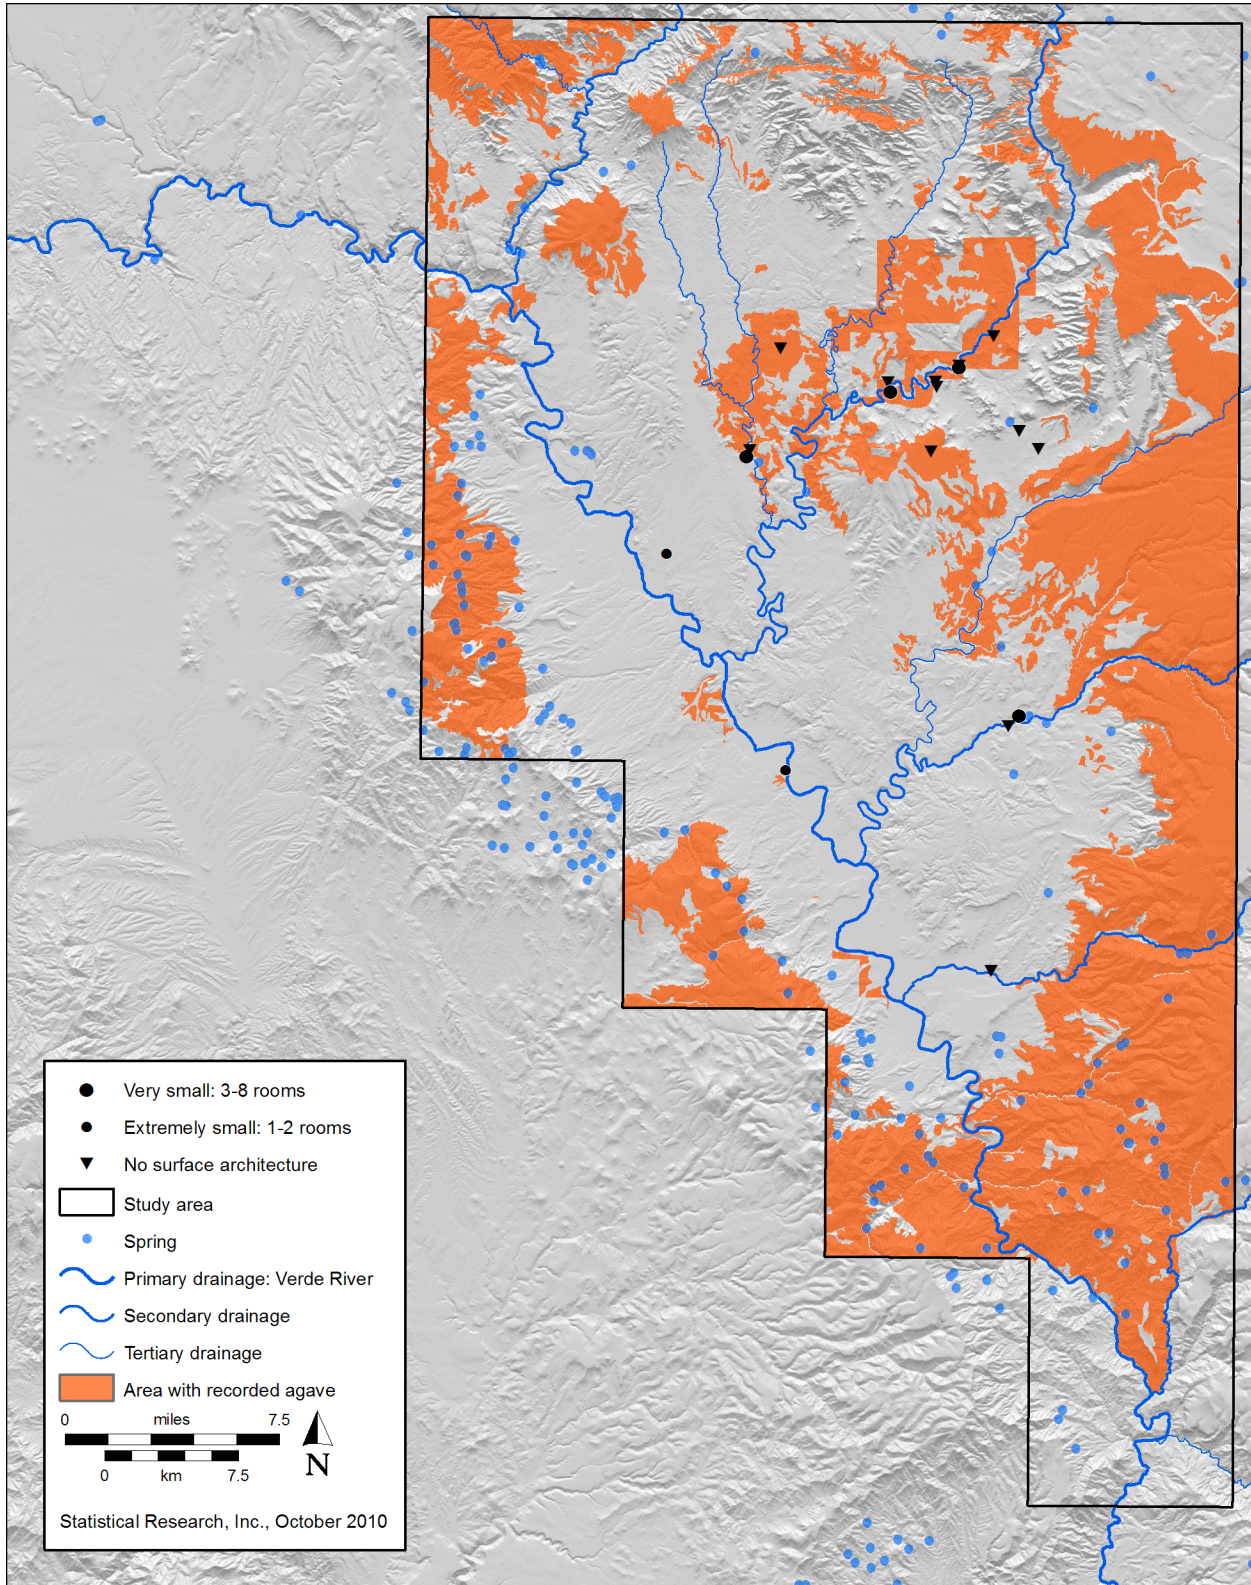 Very small: 3-8 rooms
Extremely small: 1-2 rooms
No surface architecture
Study area
Spring
Primary drainage: Verde River
Secondary drainage
Tertiary drainage
Area with recorded agave
0 miles 7.5
0 km 7.5
N
Statistical Research, Inc., October 2010